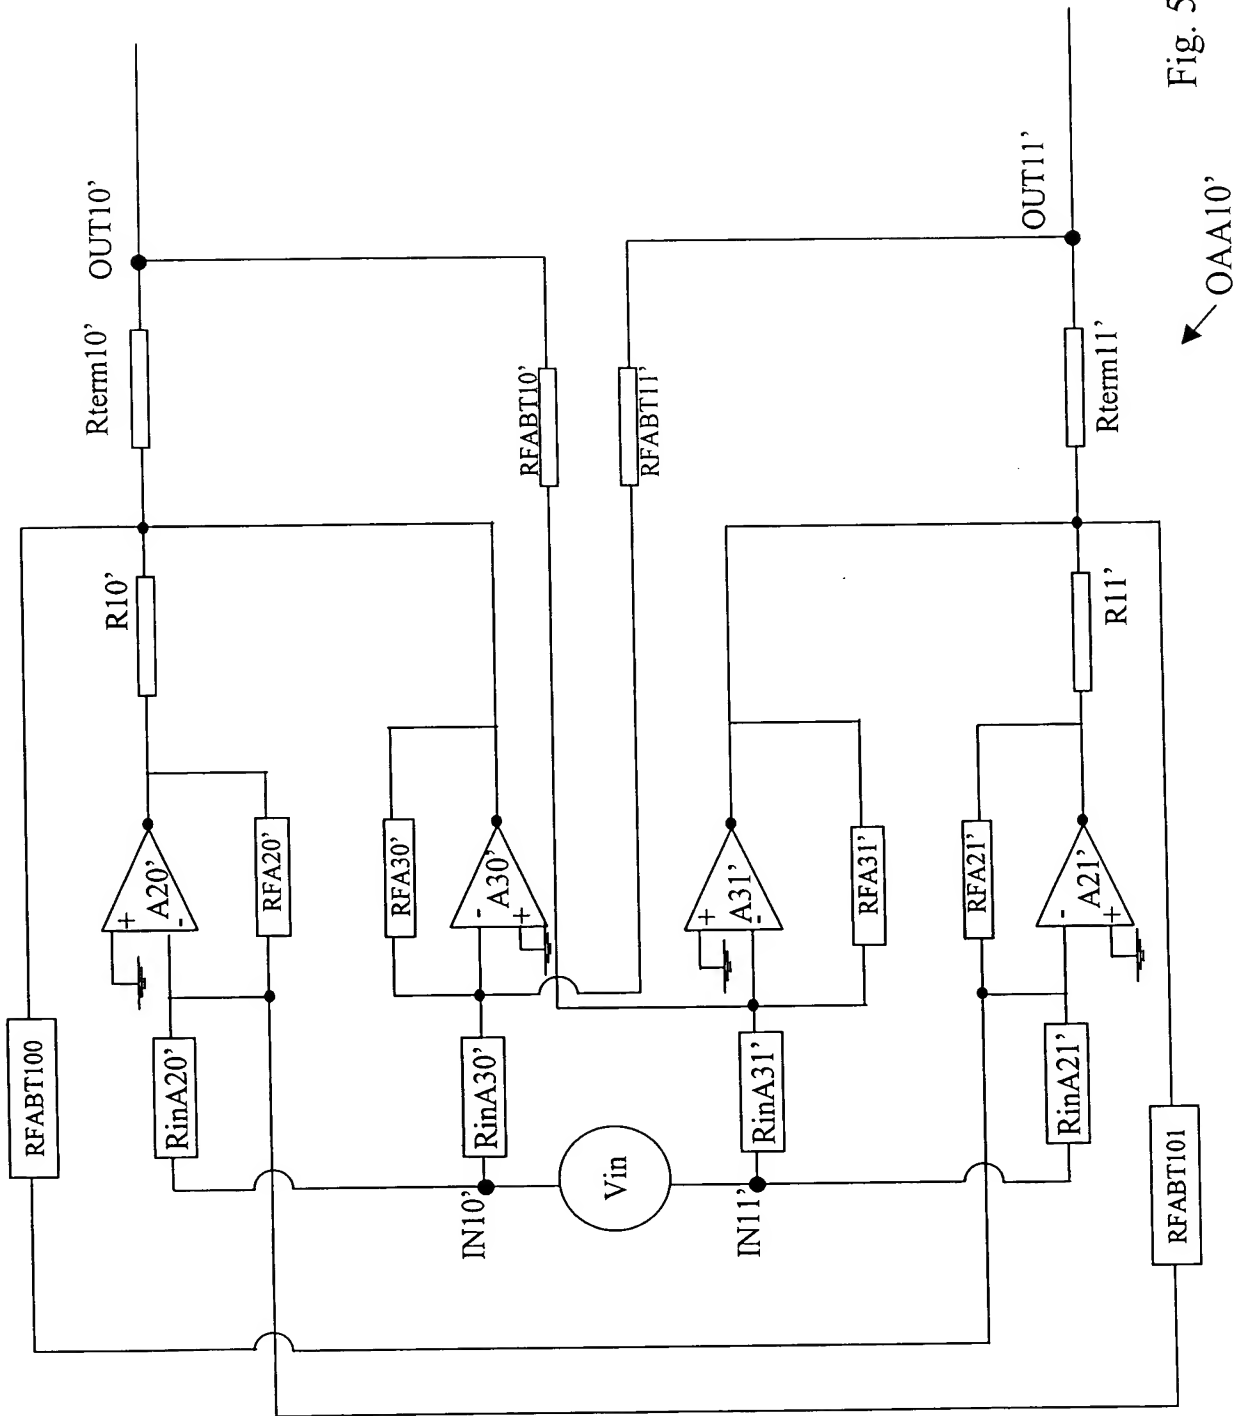 Fig. 5
OUT10'
OUT11'
OAA10'
Rterm10'
RFABT10'
RFABT11'
Rterm11'
R10'
R11'
A20'
+
-
RFA20'
RFA30'
A30'
-
+
A31'
+
-
RFA31'
RFA21'
A21'
-
+
RFABT100
RinA20'
RinA30'
RinA31'
RinA21'
RFABT101
IN10'
Vin
IN11'